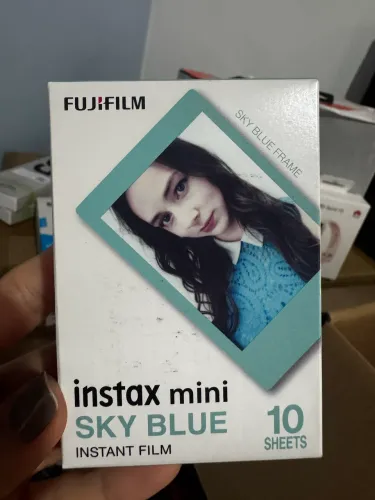 FUJIFILM
SKY BLUE FRAME
instax mini
SKY BLUE
INSTANT FILM
10
SHEETS